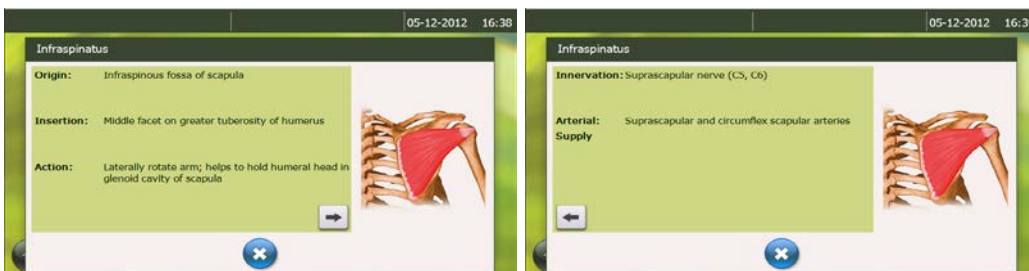 05-12-2012 16:38
Infraspinatus
Origin: Infraspinous fossa of scapula
Insertion: Middle facet on greater tuberosity of humerus
Action: Laterally rotate arm; helps to hold humeral head in
glenoid cavity of scapula
05-12-2012
Infraspinatus
Innervation: Suprascapular nerve (C5, C6)
Arterial: Suprascapular and circumflex scapular arteries
Supply